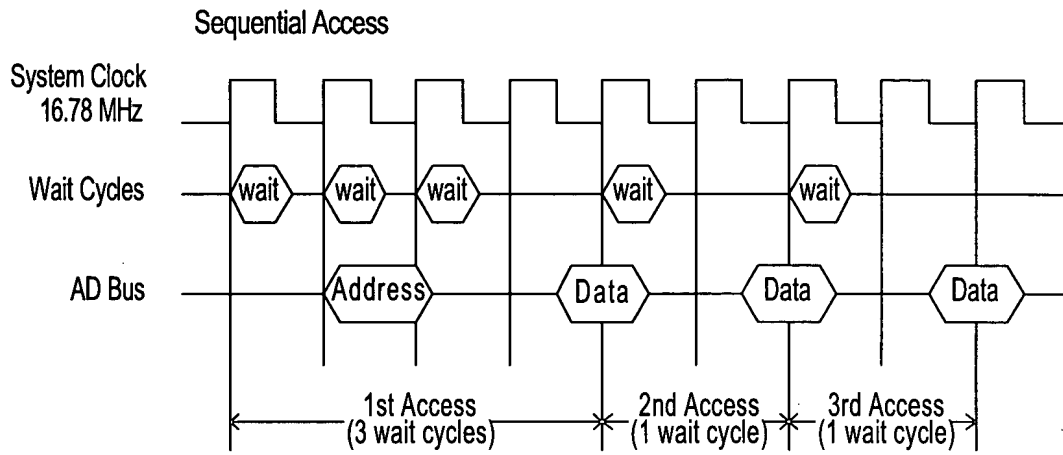 Sequential Access
System Clock
16.78 MHz
Wait Cycles
wait
wait
wait
wait
wait
AD Bus
Address
Data
Data
Data
1st Access
(3 wait cycles)
2nd Access
(1 wait cycle)
3rd Access
(1 wait cycle)